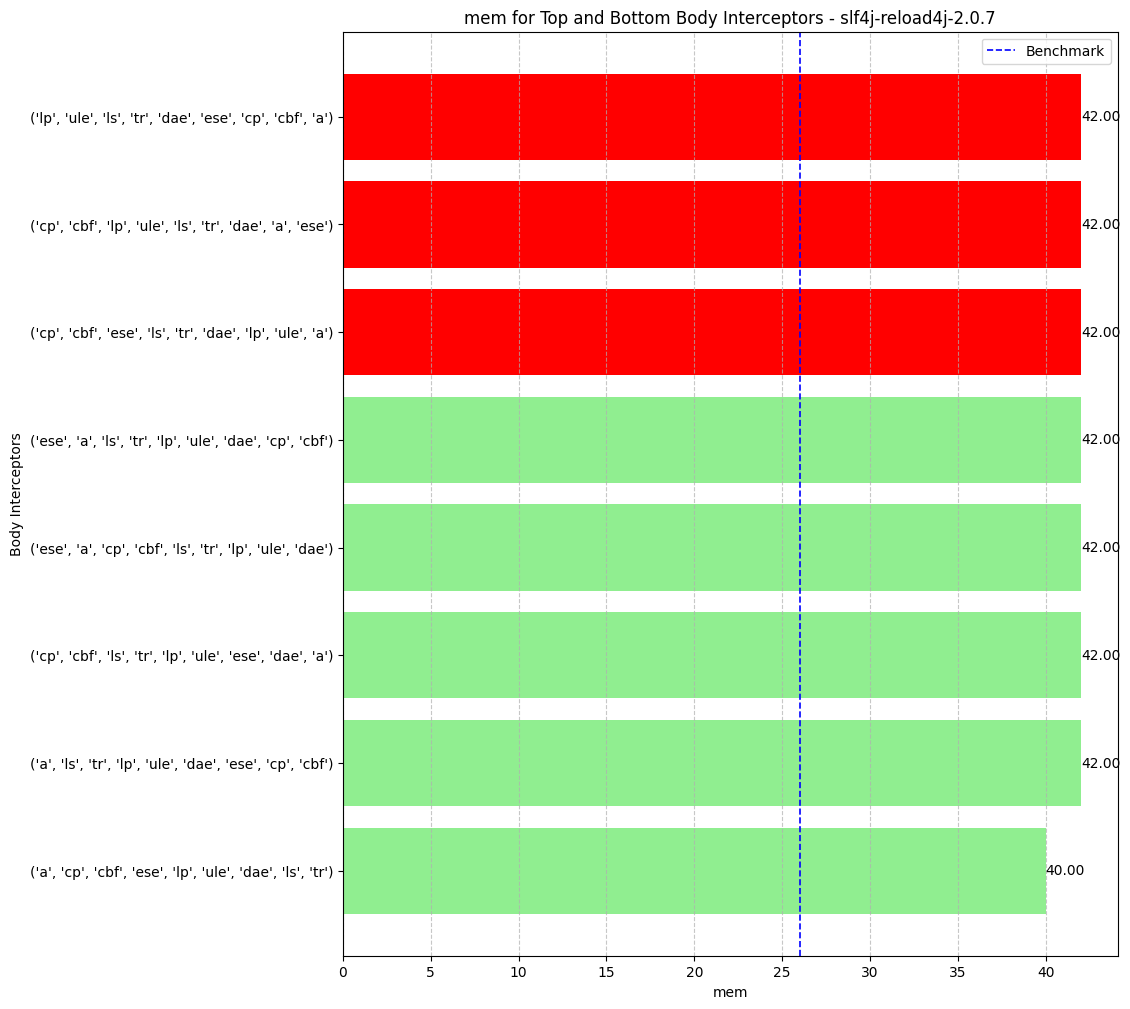 mem for Top and Bottom Body Interceptors - slf4j-reload4j-2.0.7
Benchmark
('lp', 'ule', 'ls', 'tr', 'dae', 'ese', 'cp', 'cbf', 'a')
42.00
('cp', 'cbf', 'lp', 'ule', 'ls', 'tr', 'dae', 'a', 'ese')
42.00
('cp', 'cbf', 'ese', 'ls', 'tr', 'dae', 'lp', 'ule', 'a')
42.00
('ese', 'a', 'ls', 'tr', 'lp', 'ule', 'dae', 'cp', 'cbf')
42.00
('ese', 'a', 'cp', 'cbf', 'ls', 'tr', 'lp', 'ule', 'dae')
42.00
('cp', 'cbf', 'ls', 'tr', 'lp', 'ule', 'ese', 'dae', 'a')
42.00
('a', 'ls', 'tr', 'lp', 'ule', 'dae', 'ese', 'cp', 'cbf')
42.00
('a', 'cp', 'cbf', 'ese', 'lp', 'ule', 'dae', 'ls', 'tr')
40.00
Body Interceptors
0 5 10 15 20 25 30 35 40
mem